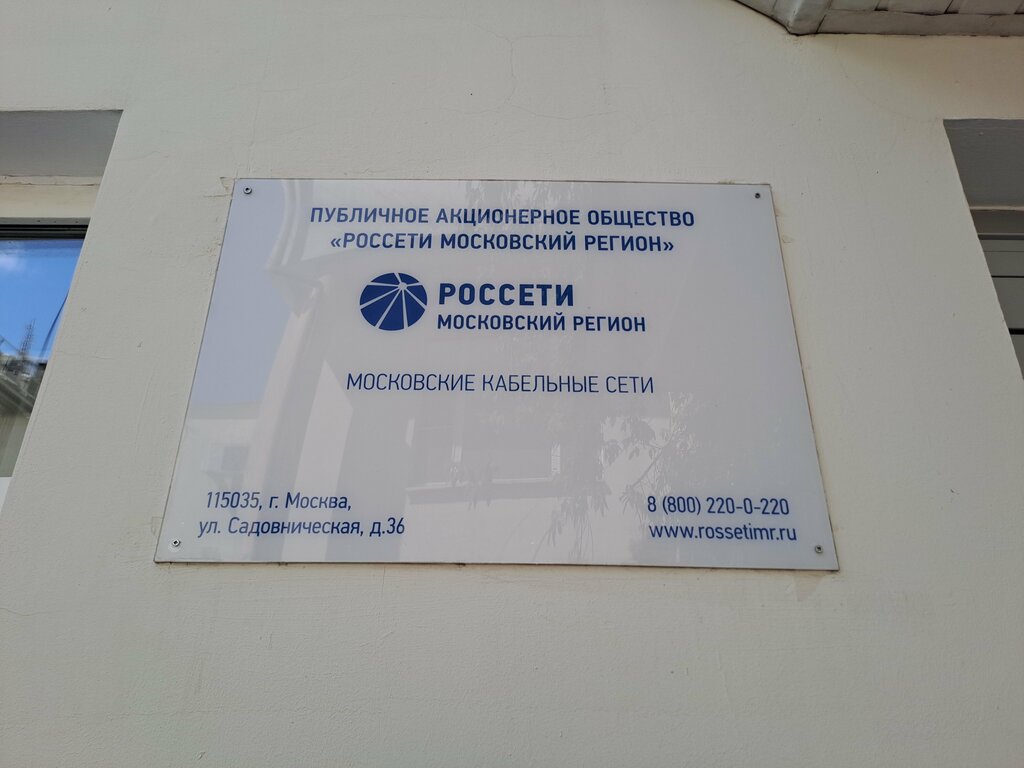 ПУБЛИЧНОЕ АКЦИОНЕРНОЕ ОБЩЕСТВО
«РОССЕТИ МОСКОВСКИЙ РЕГИОН»
РОССЕТИ
МОСКОВСКИЙ РЕГИОН
МОСКОВСКИЕ КАБЕЛЬНЫЕ СЕТИ
115035, г. Москва,
ул. Садовническая, д.36
8 (800) 220-0-220
www.rossetimr.ru